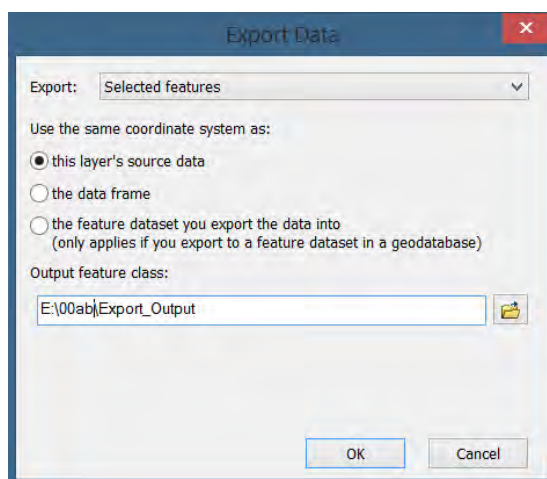 Export Data
Export: Selected features
Use the same coordinate system as:
this layer's source data
the data frame
the feature dataset you export the data into
(only applies if you export to a feature dataset in a geodatabase)
Output feature class:
E:\00ab\Export_Output
OK Cancel